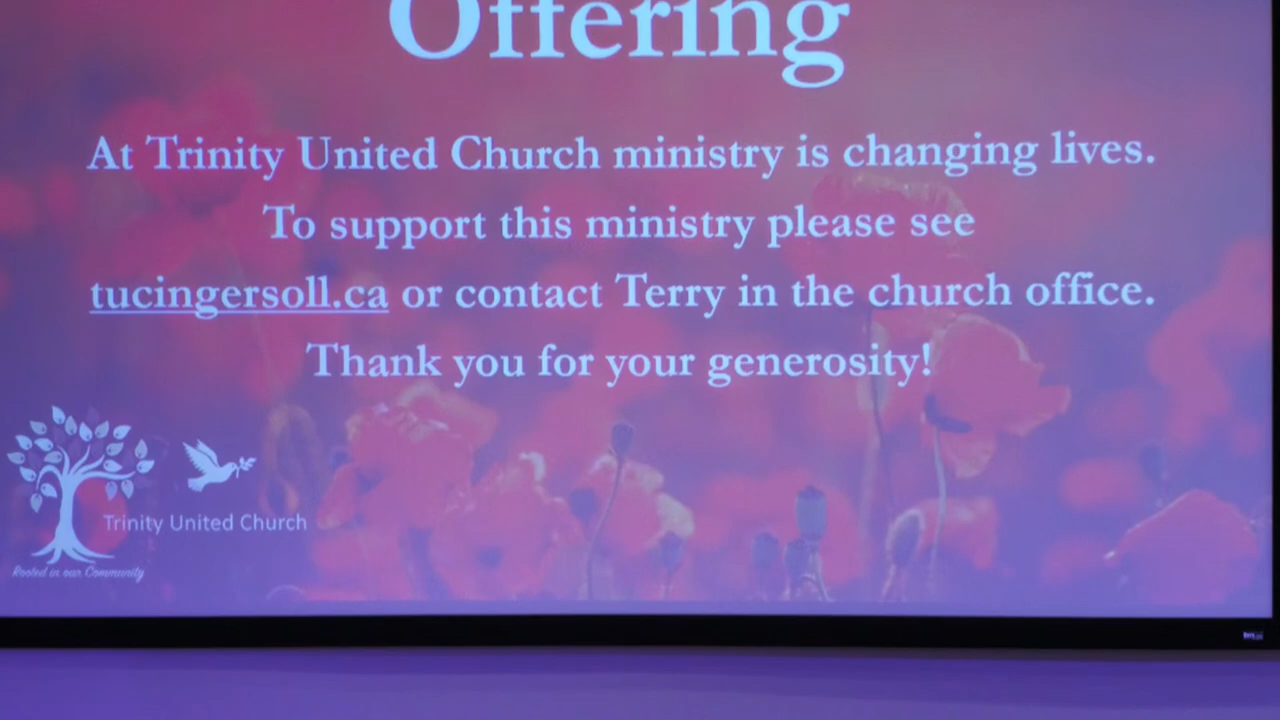 Offering
At Trinity United Church ministry is changing lives.
To support this ministry please see
tucingersoll.ca or contact Terry in the church office.
Thank you for your generosity!
Trinity United Church
Rooted in our Community